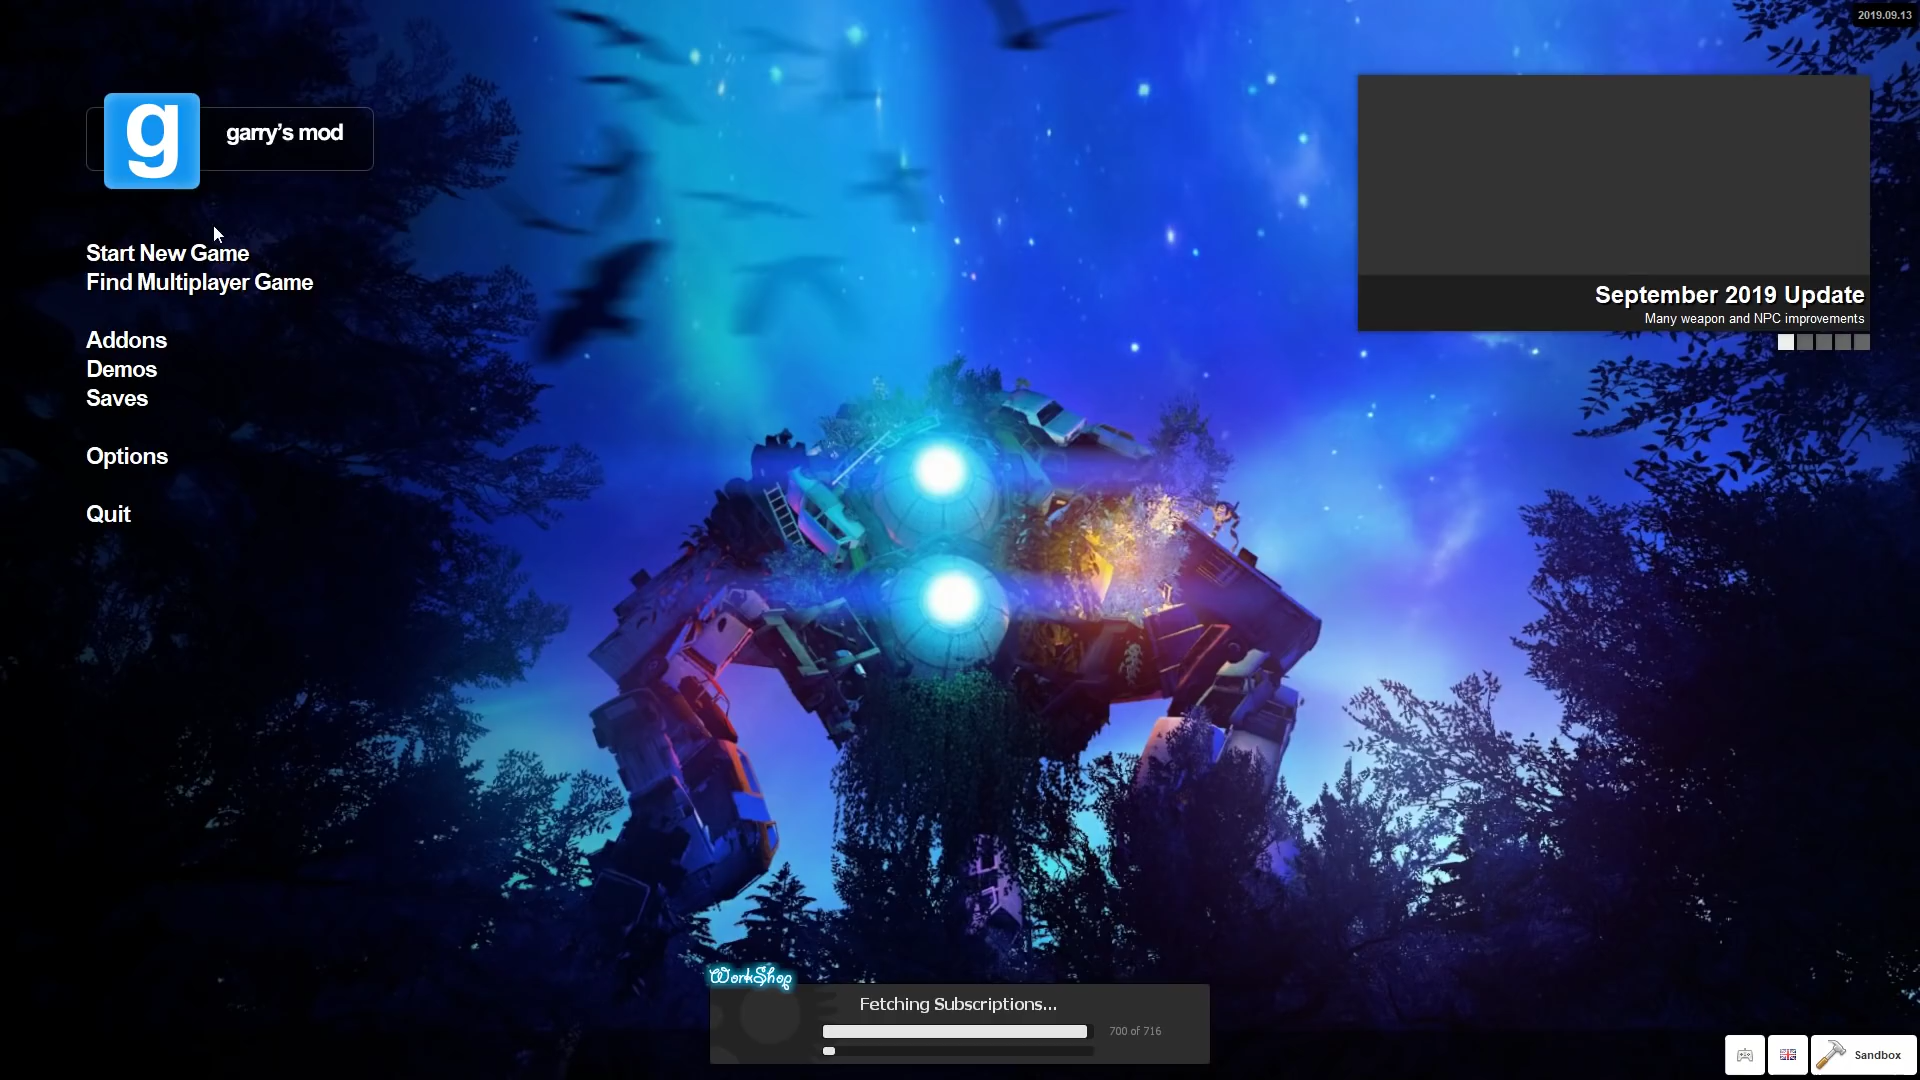 2019.09.13
g
garry's mod
Start New Game
Find Multiplayer Game
Addons
Demos
Saves
Options
Quit
September 2019 Update
Many weapon and NPC improvements
WorkShop
Fetching Subscriptions...
700 of 716
Sandbox